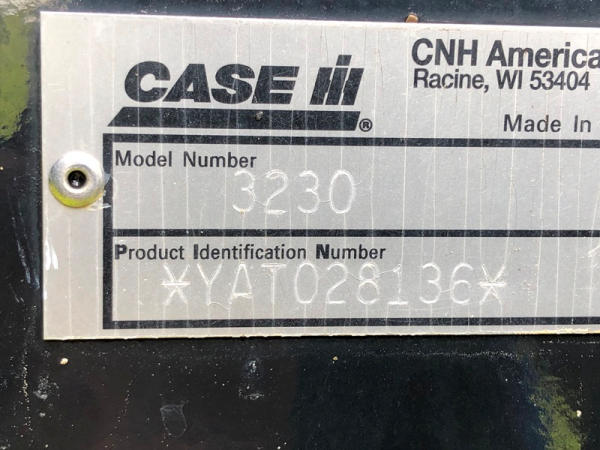 CASE IH®
CNH America
Racine, WI 53404
Made In
Model Number
3230
Product Identification Number
*YAT028136*